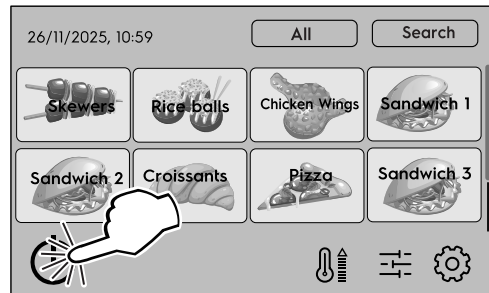 26/11/2025, 10:59 All Search
Skewers Rice balls Chicken Wings Sandwich 1
Sandwich 2 Croissants Pizza Sandwich 3